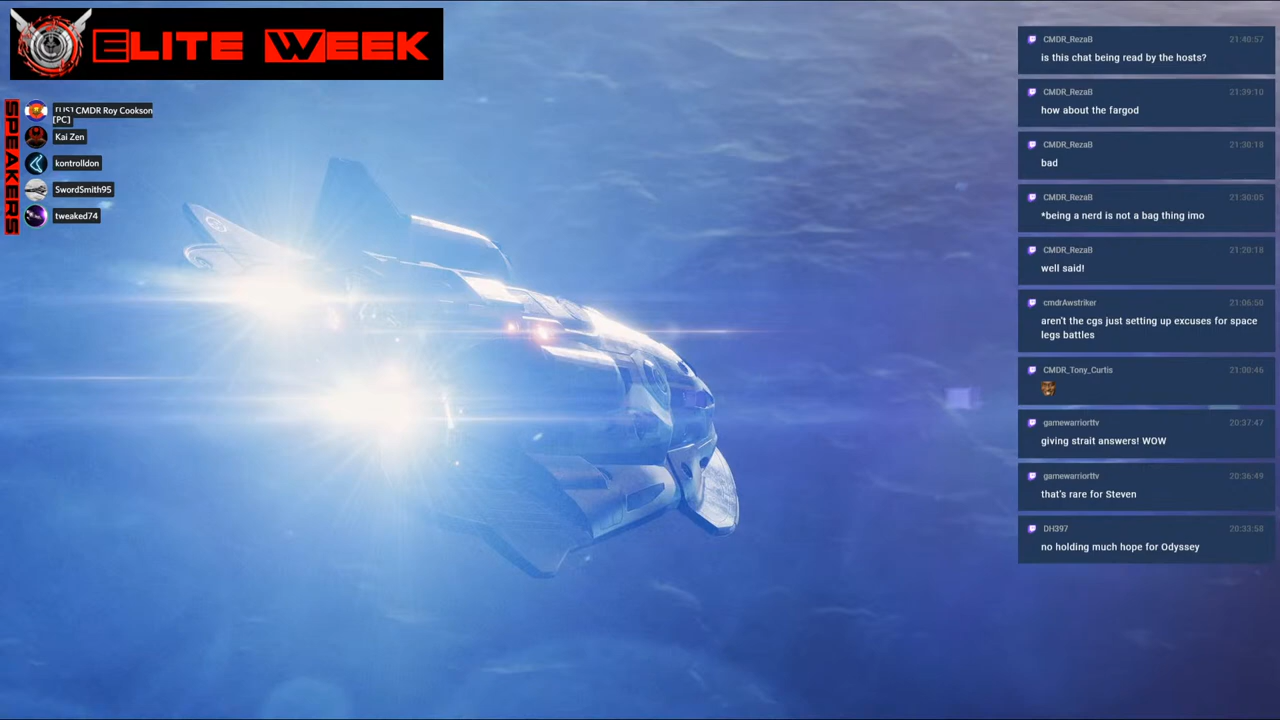 ELITE WEEK
SPEAKERS
[US] CMDR Roy Cookson
[PC]
Kai Zen
kontrolldon
SwordSmith95
tweaked74
CMDR_RezaB 21:40:57
is this chat being read by the hosts?
CMDR_RezaB 21:39:10
how about the fargod
CMDR_RezaB 21:30:18
bad
CMDR_RezaB 21:30:05
*being a nerd is not a bag thing imo
CMDR_RezaB 21:20:18
well said!
cmdrAwstriker 21:06:50
aren't the cgs just setting up excuses for space
legs battles
CMDR_Tony_Curtis 21:00:46
gamewarriorttv 20:37:47
giving strait answers! WOW
gamewarriorttv 20:36:49
that's rare for Steven
DH397 20:33:58
no holding much hope for Odyssey